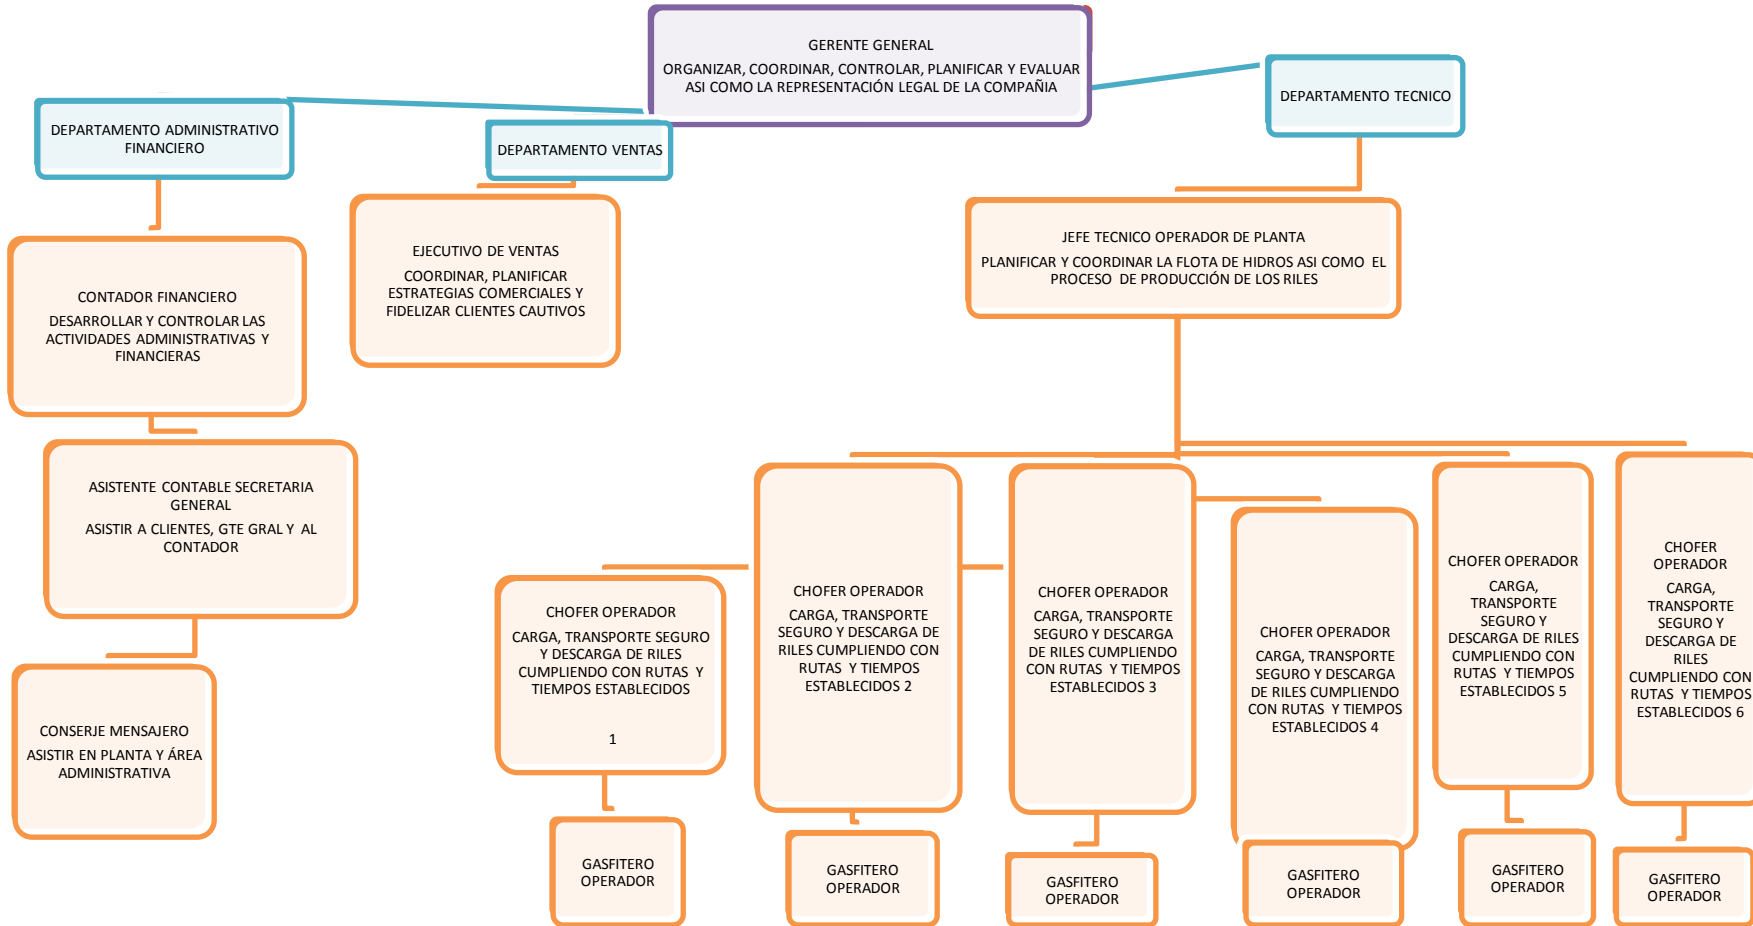 GERENTE GENERAL
ORGANIZAR, COORDINAR, CONTROLAR, PLANIFICAR Y EVALUAR
ASI COMO LA REPRESENTACIÓN LEGAL DE LA COMPAÑIA
DEPARTAMENTO ADMINISTRATIVO
FINANCIERO
DEPARTAMENTO VENTAS
DEPARTAMENTO TECNICO
CONTADOR FINANCIERO
DESARROLLAR Y CONTROLAR LAS
ACTIVIDADES ADMINISTRATIVAS Y
FINANCIERAS
EJECUTIVO DE VENTAS
COORDINAR, PLANIFICAR
ESTRATEGIAS COMERCIALES Y
FIDELIZAR CLIENTES CAUTIVOS
JEFE TECNICO OPERADOR DE PLANTA
PLANIFICAR Y COORDINAR LA FLOTA DE HIDROS ASI COMO EL
PROCESO DE PRODUCCIÓN DE LOS RILES
ASISTENTE CONTABLE SECRETARIA
GENERAL
ASISTIR A CLIENTES, GTE GRAL Y AL
CONTADOR
CONSERJE MENSAJERO
ASISTIR EN PLANTA Y ÁREA
ADMINISTRATIVA
CHOFER OPERADOR
CARGA, TRANSPORTE SEGURO
Y DESCARGA DE RILES
CUMPLIENDO CON RUTAS Y
TIEMPOS ESTABLECIDOS
1
CHOFER OPERADOR
CARGA, TRANSPORTE
SEGURO Y DESCARGA DE
RILES CUMPLIENDO CON
RUTAS Y TIEMPOS
ESTABLECIDOS 2
CHOFER OPERADOR
CARGA, TRANSPORTE
SEGURO Y DESCARGA
DE RILES CUMPLIENDO
CON RUTAS Y TIEMPOS
ESTABLECIDOS 3
CHOFER OPERADOR
CARGA, TRANSPORTE
SEGURO Y DESCARGA
DE RILES CUMPLIENDO
CON RUTAS Y TIEMPOS
ESTABLECIDOS 4
CHOFER OPERADOR
CARGA,
TRANSPORTE
SEGURO Y
DESCARGA DE RILES
CUMPLIENDO CON
RUTAS Y TIEMPOS
ESTABLECIDOS 5
CHOFER
OPERADOR
CARGA,
TRANSPORTE
SEGURO Y
DESCARGA DE
RILES
CUMPLIENDO CON
RUTAS Y TIEMPOS
ESTABLECIDOS 6
GASFITERO
OPERADOR
GASFITERO
OPERADOR
GASFITERO
OPERADOR
GASFITERO
OPERADOR
GASFITERO
OPERADOR
GASFITERO
OPERADOR